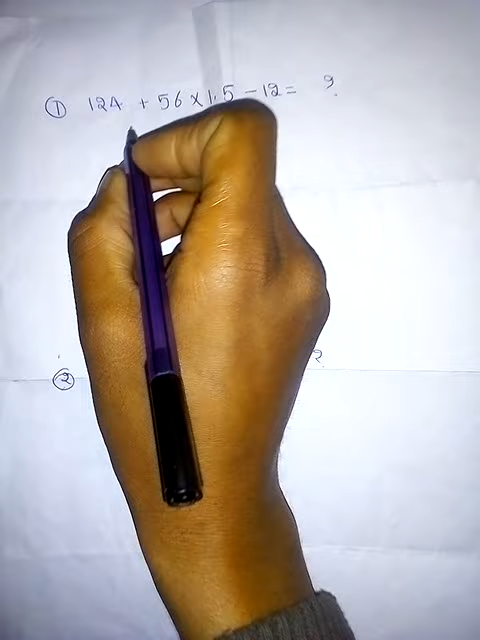 ① 124 + 56 × 1.5 - 12 = ?
② ?